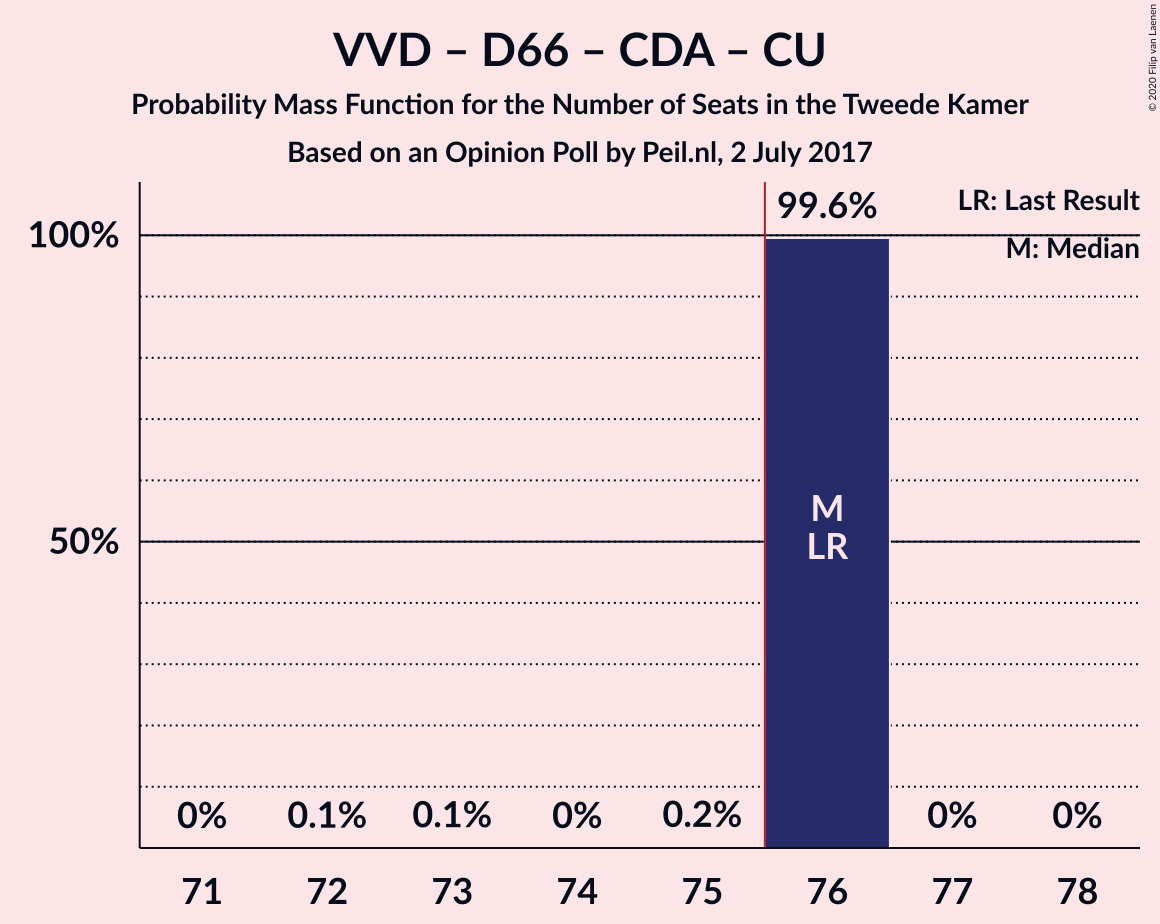 VVD – D66 – CDA – CU
Probability Mass Function for the Number of Seats in the Tweede Kamer
Based on an Opinion Poll by Peil.nl, 2 July 2017
© 2020 Filip van Laenen
LR: Last Result
M: Median
100%
50%
99.6%
M
LR
0% 0.1% 0.1% 0% 0.2% 0% 0%
71 72 73 74 75 76 77 78